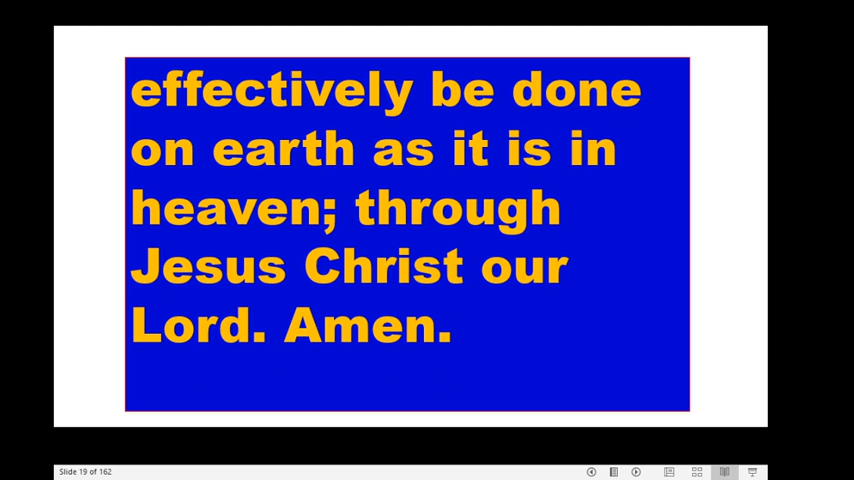 effectively be done
on earth as it is in
heaven; through
Jesus Christ our
Lord. Amen.
Slide 19 of 162